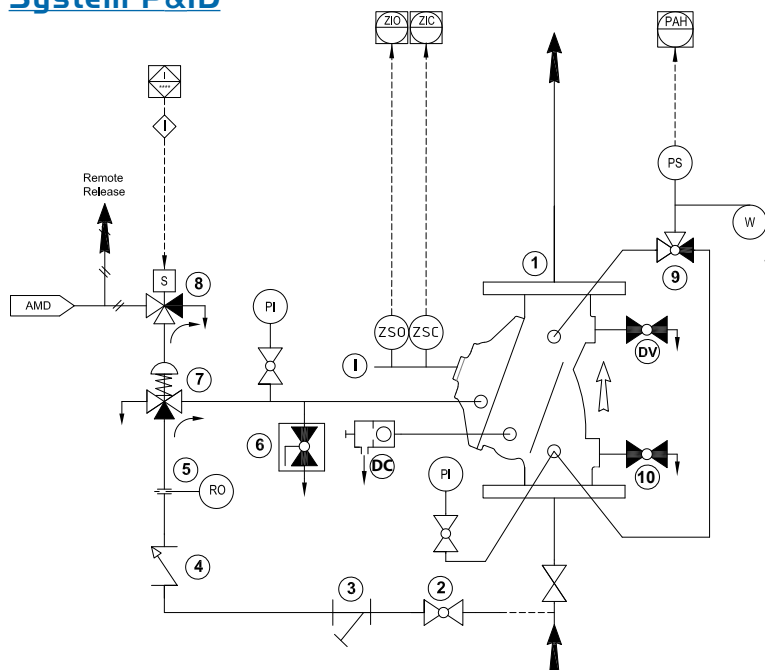 System P&ID
ZIO
ZIC
PAH
I
****
I
PS
Remote
Release
W
1
S
8
9
AMD
PI
ZSO
ZSC
DV
I
7
6
DC
10
5
RO
PI
4
3
2